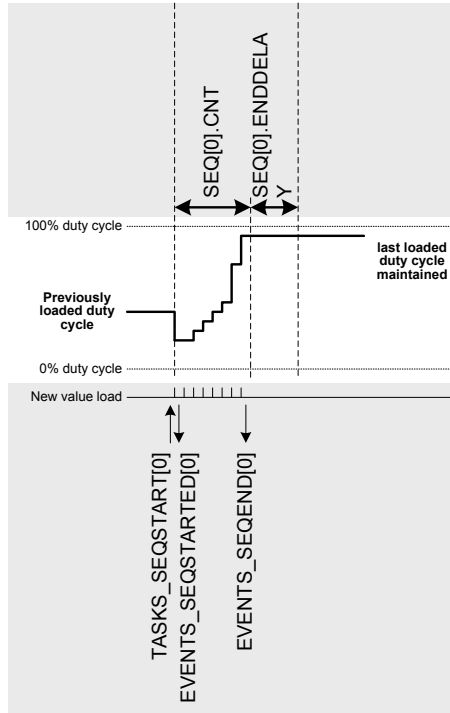 SEQ[0].CNT
SEQ[0].ENDDELA
Y
100% duty cycle
last loaded
duty cycle
maintained
Previously
loaded duty
cycle
0% duty cycle
New value load
TASKS_SEQSTART[0]
EVENTS_SEQSTARTED[0]
EVENTS_SEQEND[0]